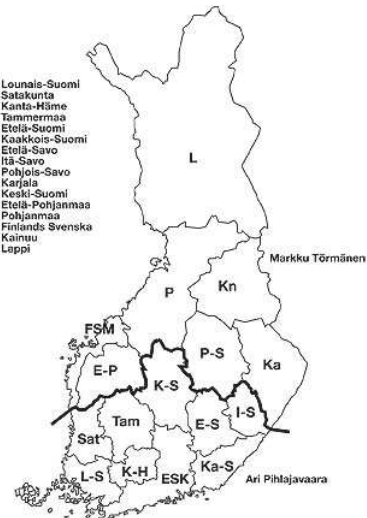 Lounais-Suomi
Satakunta
Kanta-Häme
Tammermaa
Etelä-Suomi
Kaakkois-Suomi
Etelä-Savo
Itä-Savo
Pohjois-Savo
Karjala
Keski-Suomi
Etelä-Pohjanmaa
Pohjanmaa
Finlands Svenska
Kainuu
Lappi
L
Markku Törmänen
Kn
P
FSM
P-S
Ka
E-P
K-S
I-S
Tam
E-S
Sat
K-H
Ka-S
L-S
ESK
Ari Pihlajavaara